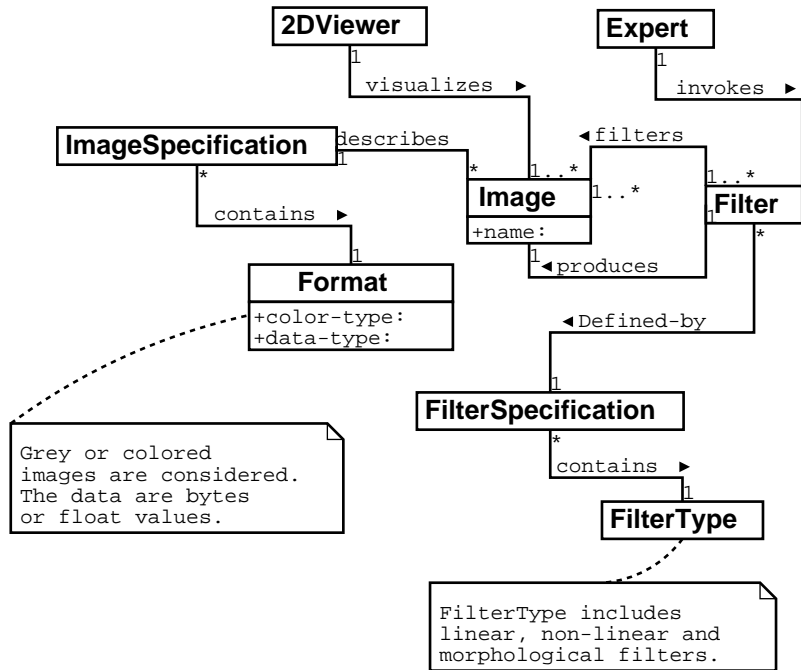 2DViewer
Expert
1
1
visualizes ►
invokes ►
ImageSpecification
describes
◄filters
1
*
*
1..*
1..*
1..*
Image
Filter
contains ►
+name:
1
*
1
1
◄produces
Format
+color-type:
+data-type:
◄Defined-by
1
FilterSpecification
Grey or colored
images are considered.
The data are bytes
or float values.
*
contains ►
1
FilterType
FilterType includes
linear, non-linear and
morphological filters.